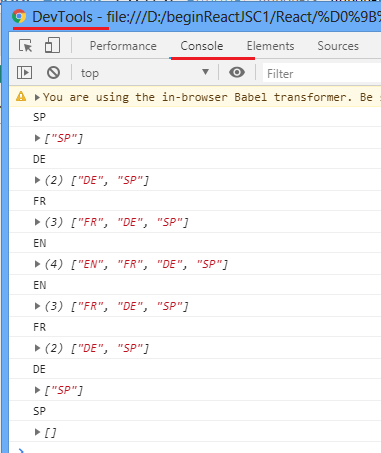 DevTools - file:///D:/beginReactJSC1/React/%D0%9B%
Performance Console Elements Sources
top Filter
You are using the in-browser Babel transformer. Be
SP
["SP"]
DE
(2) ["DE", "SP"]
FR
(3) ["FR", "DE", "SP"]
EN
(4) ["EN", "FR", "DE", "SP"]
EN
(3) ["FR", "DE", "SP"]
FR
(2) ["DE", "SP"]
DE
["SP"]
SP
[]